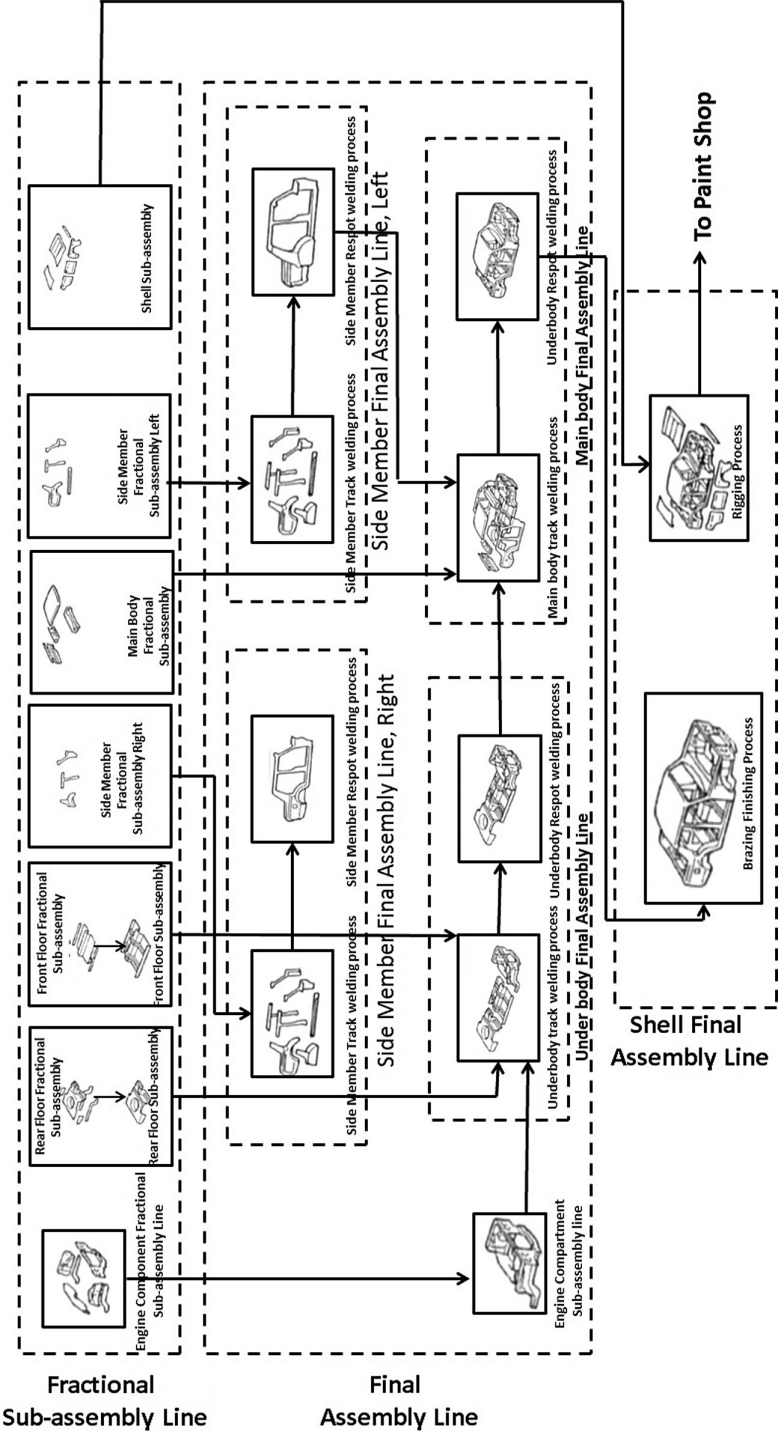 To Paint Shop
Shell Sub-assembly
Side Member
Fractional
Sub-assembly Left
Main Body
Fractional
Sub-assembly
Side Member
Fractional
Sub-assembly Right
Front Floor Fractional
Sub-assembly
Front Floor Sub-assembly
Rear Floor Fractional
Sub-assembly
Rear Floor Sub-assembly
Engine Component Fractional
Sub-assembly Line
Side Member Respot welding process
Side Member Track welding process
Side Member Final Assembly Line, Left
Side Member Respot welding process
Side Member Track welding process
Side Member Final Assembly Line, Right
Underbody Respot welding process
Main body track welding process
Main body Final Assembly Line
Underbody Respot welding process
Underbody track welding process
Under body Final Assembly Line
Engine Compartment
Sub-assembly line
Rigging Process
Brazing Finishing Process
Shell Final
Assembly Line
Fractional
Sub-assembly Line
Final
Assembly Line